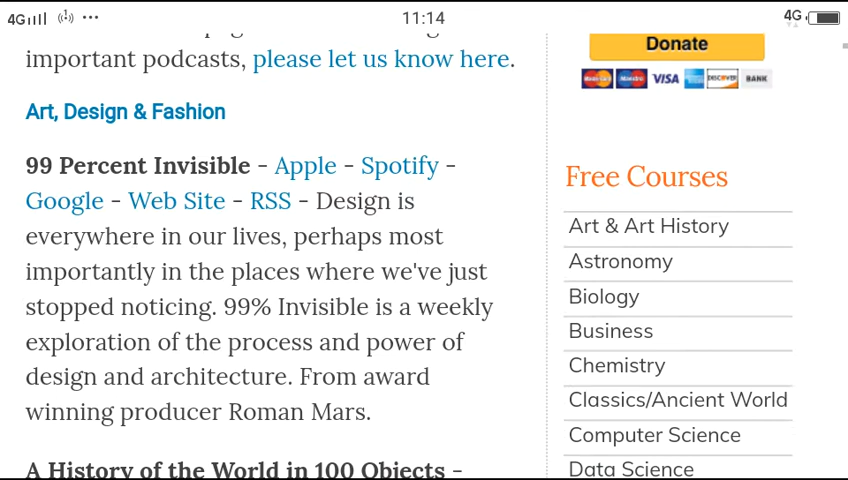 4G 11:14 4G
important podcasts, please let us know here.
Art, Design & Fashion
99 Percent Invisible - Apple - Spotify -
Google - Web Site - RSS - Design is
everywhere in our lives, perhaps most
importantly in the places where we've just
stopped noticing. 99% Invisible is a weekly
exploration of the process and power of
design and architecture. From award
winning producer Roman Mars.
A History of the World in 100 Objects -
Donate
MasterCard Maestro VISA DISCOVER BANK
Free Courses
Art & Art History
Astronomy
Biology
Business
Chemistry
Classics/Ancient World
Computer Science
Data Science